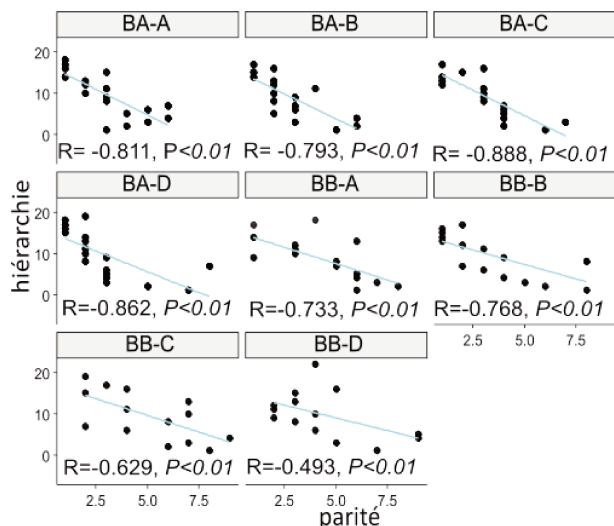 BA-A BA-B BA-C
20
10
0
R= -0.811, P<0.01 R= -0.793, P<0.01 R= -0.888, P<0.01
BA-D BB-A BB-B
20
10
0
R=-0.862, P<0.01 R=-0.733, P<0.01 R=-0.768, P<0.01
hiérarchie
BB-C BB-D
2.5 5.0 7.5
20
10
0
R=-0.629, P<0.01 R=-0.493, P<0.01
2.5 5.0 7.5 2.5 5.0 7.5
parité